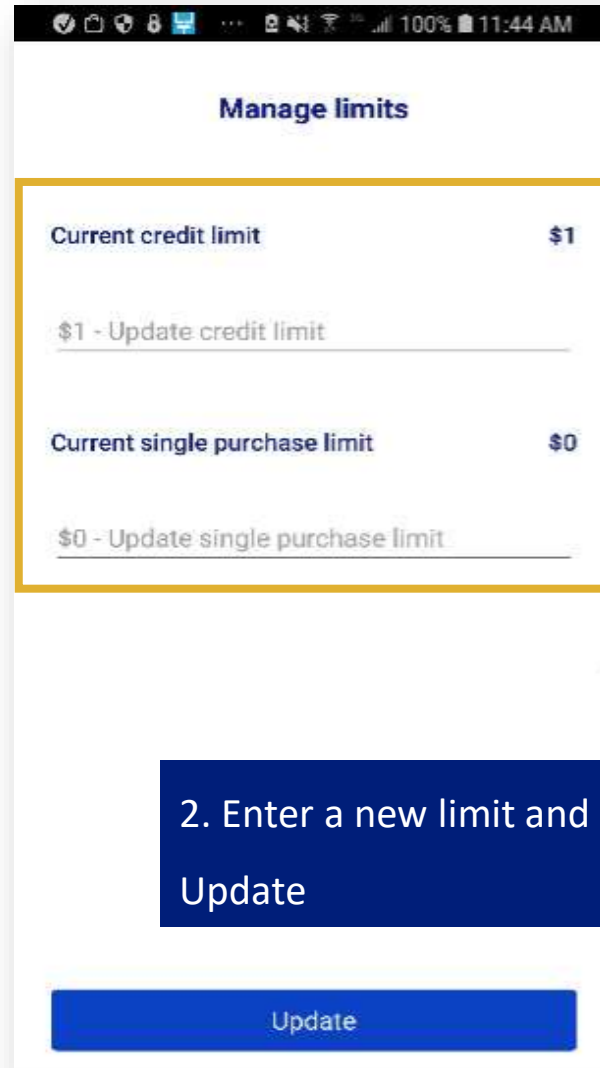 100% 11:44 AM
Manage limits
Current credit limit $1
$1 - Update credit limit
Current single purchase limit $0
$0 - Update single purchase limit
2. Enter a new limit and
Update
Update